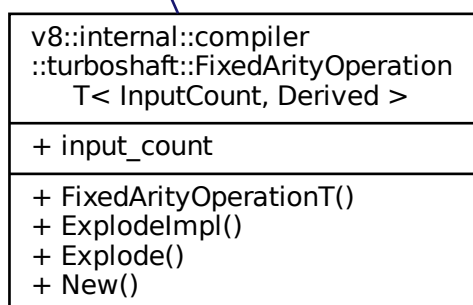 v8::internal::compiler
::turboshaft::FixedArityOperation
T< InputCount, Derived >
+ input_count
+ FixedArityOperationT()
+ ExplodeImpl()
+ Explode()
+ New()